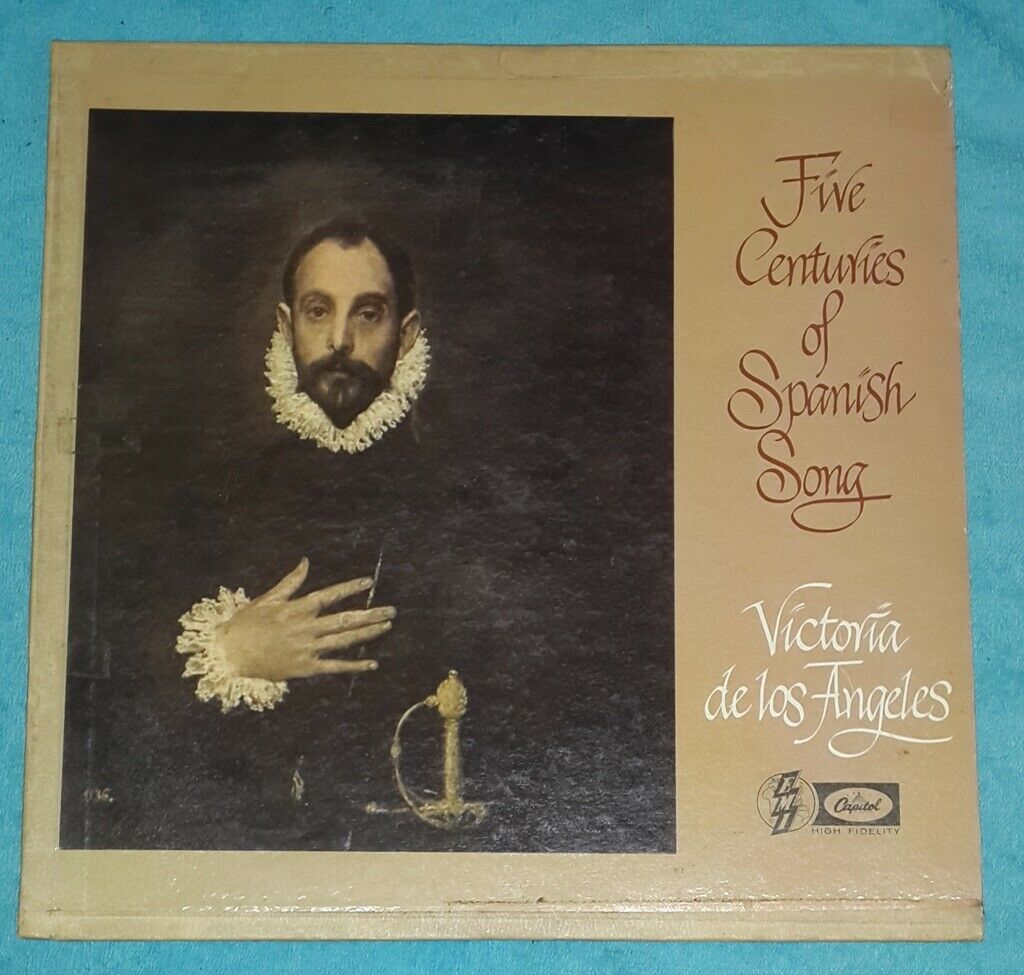 Five
Centuries
of
Spanish
Song
Victoria
de los Angeles
Capitol
HIGH FIDELITY